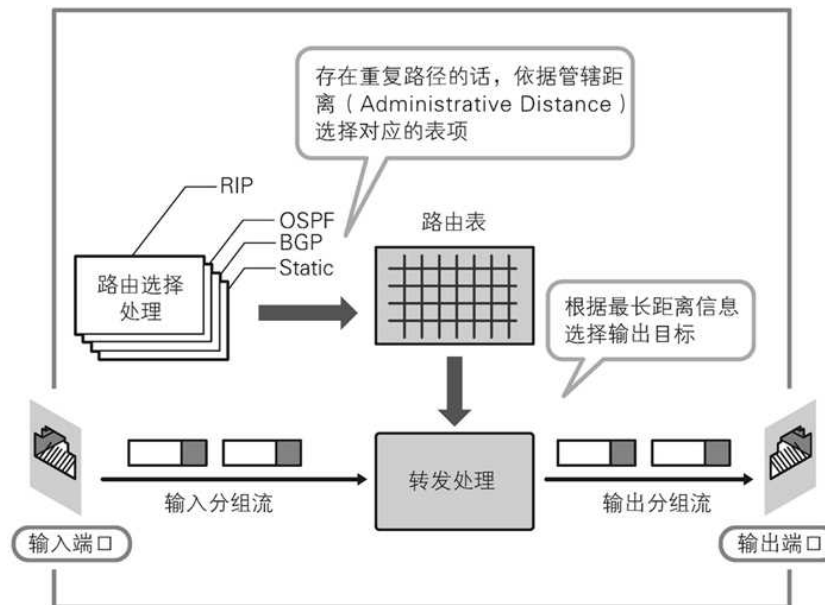 存在重复路径的话，依据管辖距
离（Administrative Distance）
选择对应的表项
RIP
OSPF
BGP
Static
路由选择
处理
路由表
根据最长距离信息
选择输出目标
转发处理
输入分组流
输出分组流
输入端口
输出端口